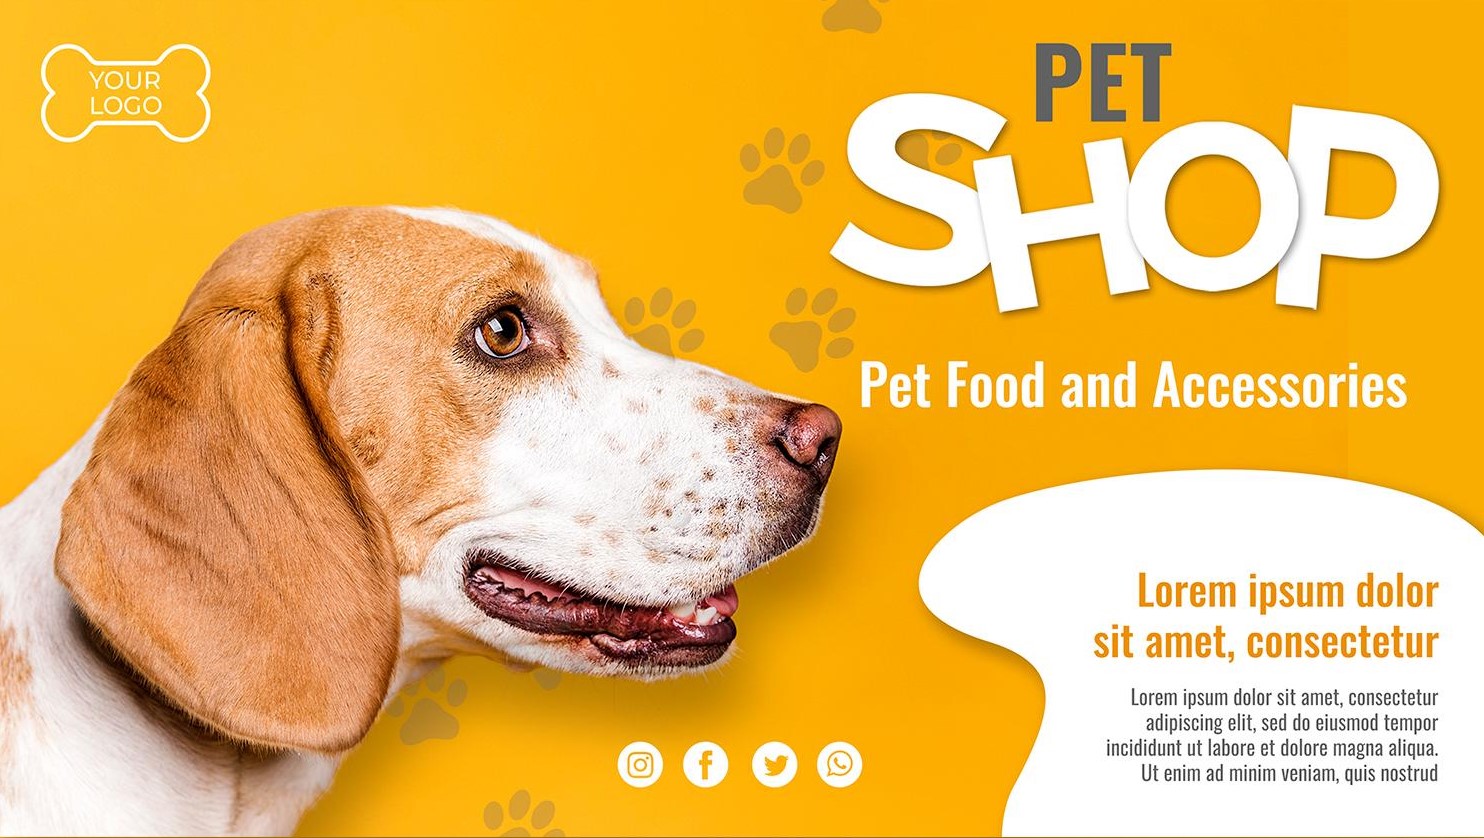 YOUR
LOGO
PET
SHOP
Pet Food and Accessories
Lorem ipsum dolor
sit amet, consectetur
Lorem ipsum dolor sit amet, consectetur
adipiscing elit, sed do eiusmod tempor
incididunt ut labore et dolore magna aliqua.
Ut enim ad minim veniam, quis nostrud